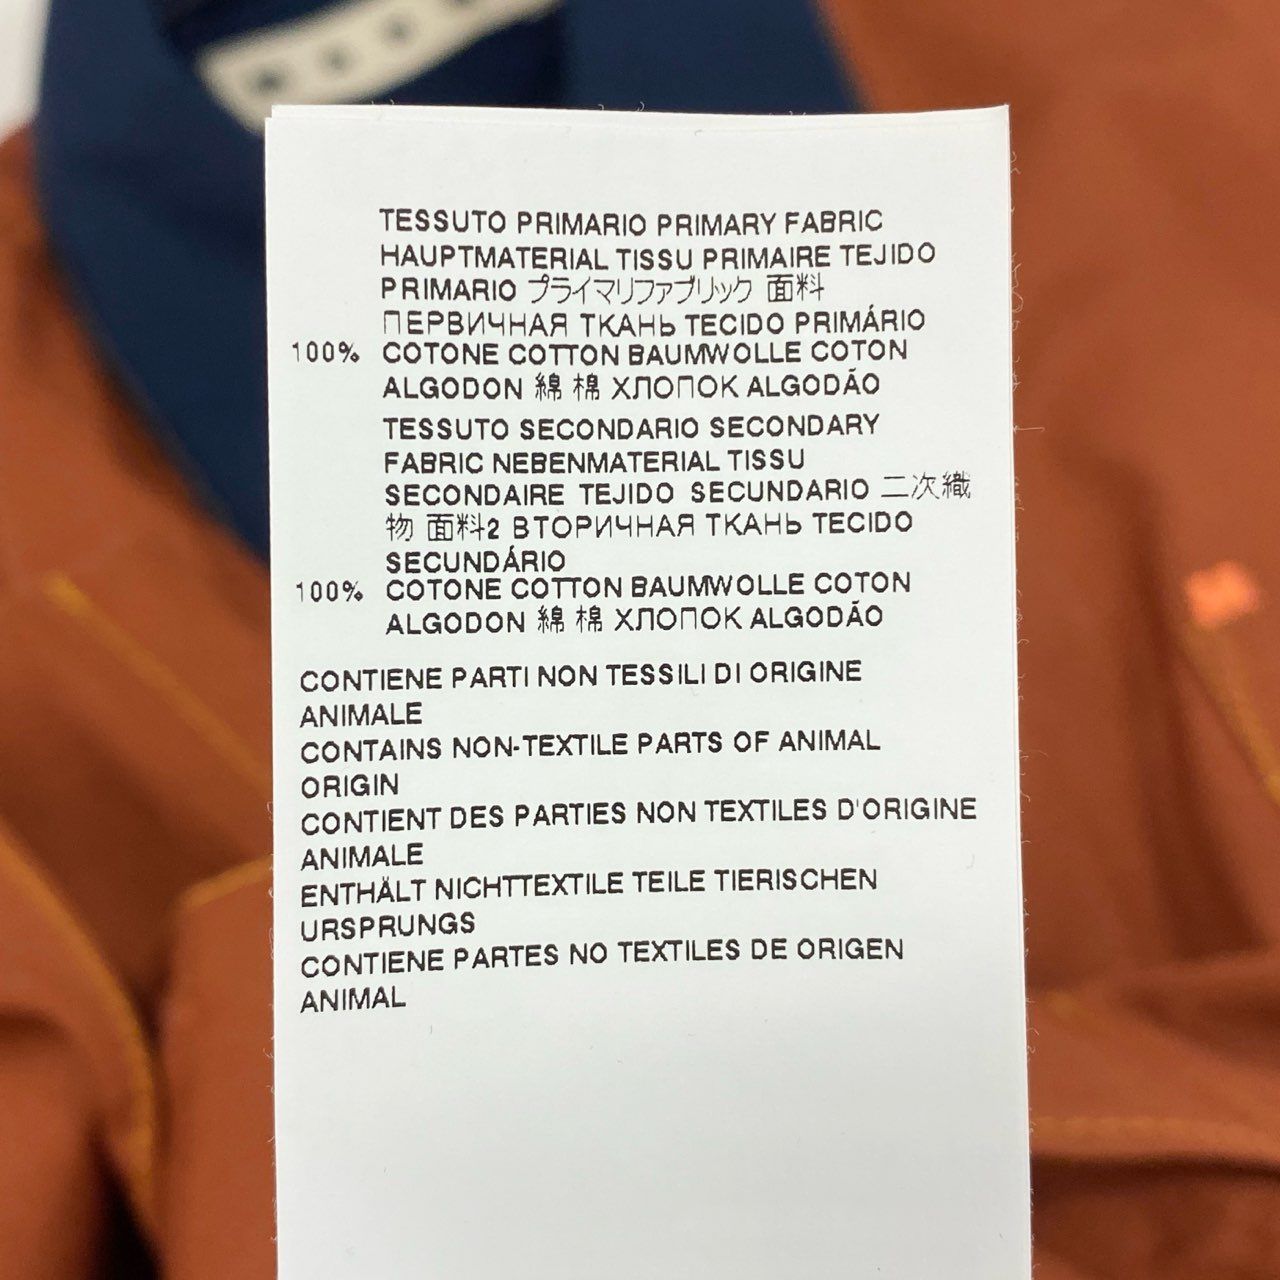 TESSUTO PRIMARIO PRIMARY FABRIC
HAUPTMATERIAL TISSU PRIMAIRE TEJIDO
PRIMARIO プライマリファブリック 面料
ПЕРВИЧНАЯ ТКАНЬ TECIDO PRIMÁRIO
100% COTONE COTTON BAUMWOLLE COTON
ALGODON 綿 棉 ХЛОПОК ALGODÃO
TESSUTO SECONDARIO SECONDARY
FABRIC NEBENMATERIAL TISSU
SECONDAIRE TEJIDO SECUNDARIO 二次織
物 面料2 ВТОРИЧНАЯ ТКАНЬ TECIDO
SECUNDÁRIO
100% COTONE COTTON BAUMWOLLE COTON
ALGODON 綿 棉 ХЛОПОК ALGODÃO
CONTIENE PARTI NON TESSILI DI ORIGINE
ANIMALE
CONTAINS NON-TEXTILE PARTS OF ANIMAL
ORIGIN
CONTIENT DES PARTIES NON TEXTILES D'ORIGINE
ANIMALE
ENTHÄLT NICHTTEXTILE TEILE TIERISCHEN
URSPRUNGS
CONTIENE PARTES NO TEXTILES DE ORIGEN
ANIMAL